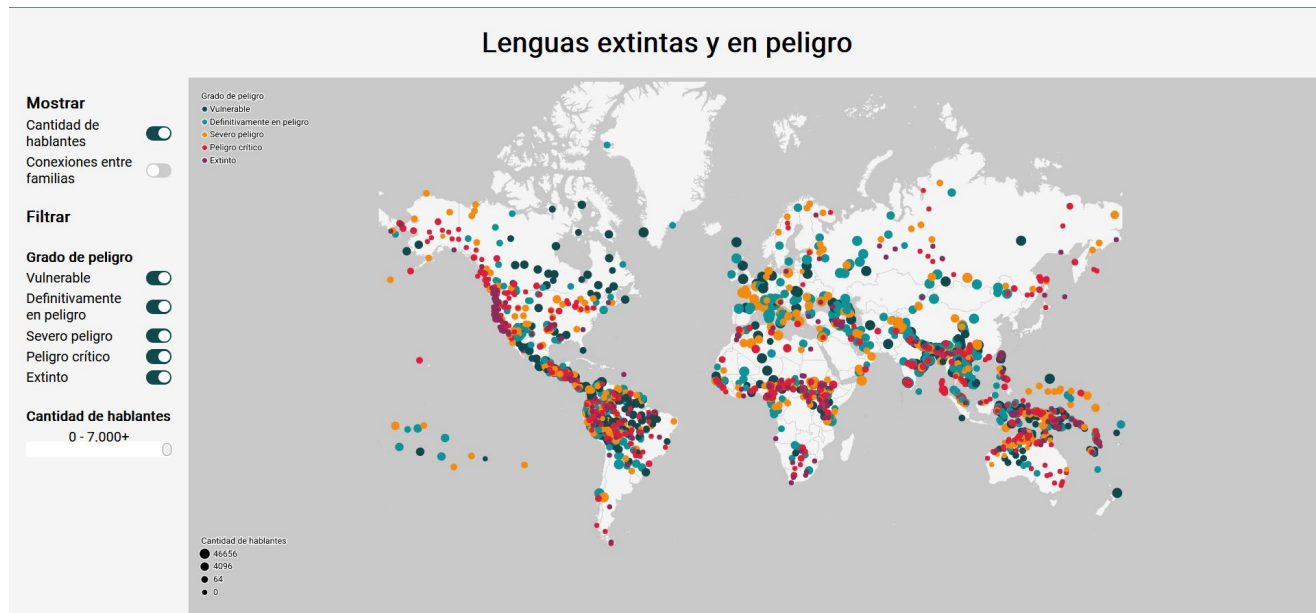 Lenguas extintas y en peligro
Mostrar
Cantidad de
hablantes
Conexiones entre
familias
Filtrar
Grado de peligro
Vulnerable
Definitivamente
en peligro
Severo peligro
Peligro crítico
Extinto
Cantidad de hablantes
0 - 7.000+
Grado de peligro
Vulnerable
Definitivamente en peligro
Severo peligro
Peligro crítico
Extinto
Cantidad de hablantes
46656
4096
64
0